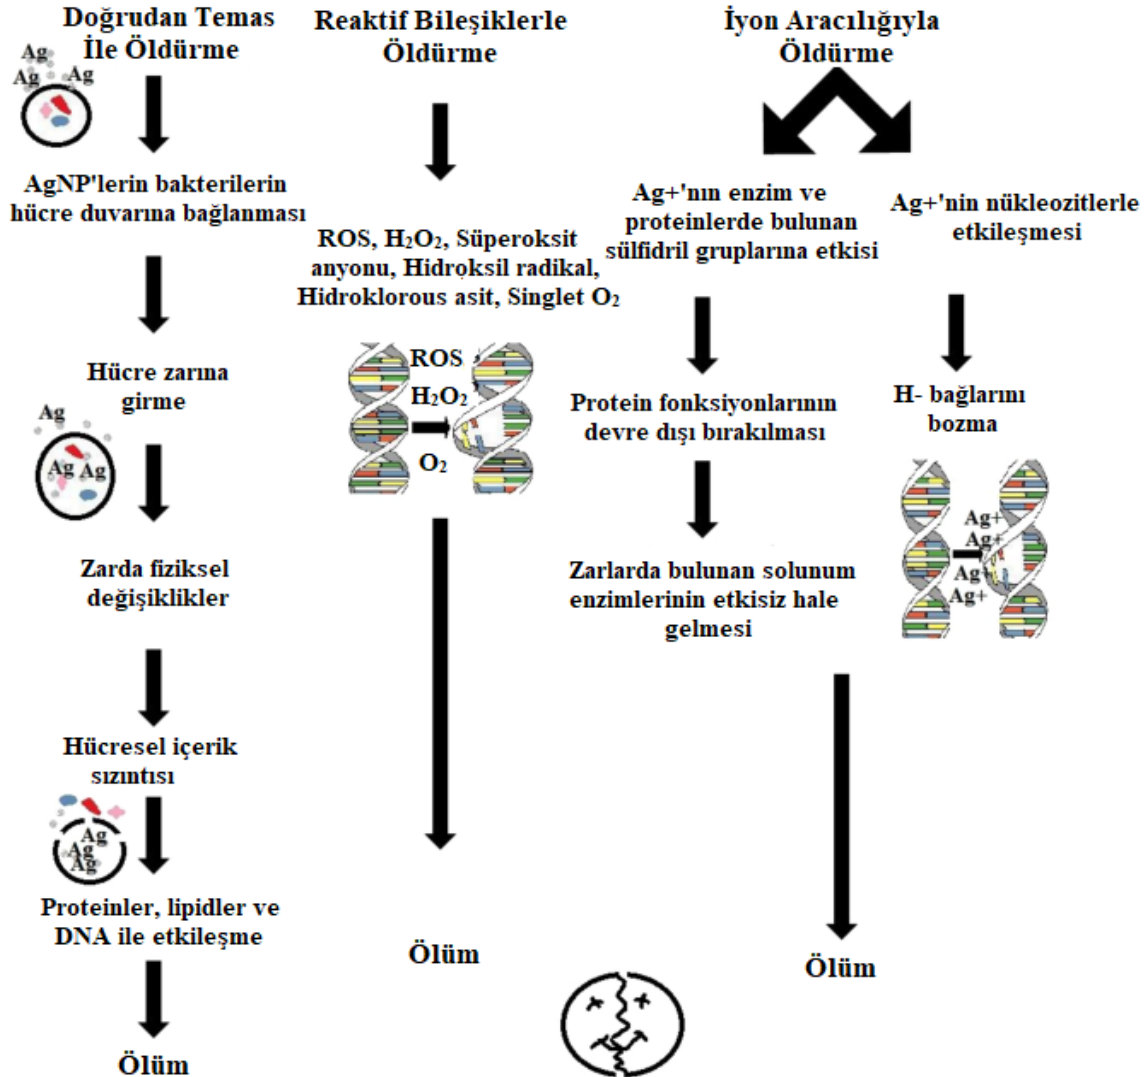 Doğrudan Temas
İle Öldürme
Ag
Ag
Ag
AgNP'lerin bakterilerin
hücre duvarına bağlanması
Hücre zarına
girme
Ag
Ag
Ag
Zarda fiziksel
değişiklikler
Hücresel içerik
sızıntısı
Ag
Ag
Ag
Proteinler, lipidler ve
DNA ile etkileşme
Ölüm
Reaktif Bileşiklerle
Öldürme
ROS, H₂O₂, Süperoksit
anyonu, Hidroksil radikal,
Hidroklorous asit, Singlet O₂
ROS
H₂O₂
O₂
Ölüm
İyon Aracılığıyla
Öldürme
Ag+'nın enzim ve
proteinlerde bulunan
sülfidril gruplarına etkisi
Protein fonksiyonlarının
devre dışı bırakılması
Zarlarda bulunan solunum
enzimlerinin etkisiz hale
gelmesi
Ag+'nin nükleozitlerle
etkileşmesi
H- bağlarını
bozma
Ag+
Ag+
Ag+
Ag+
Ölüm